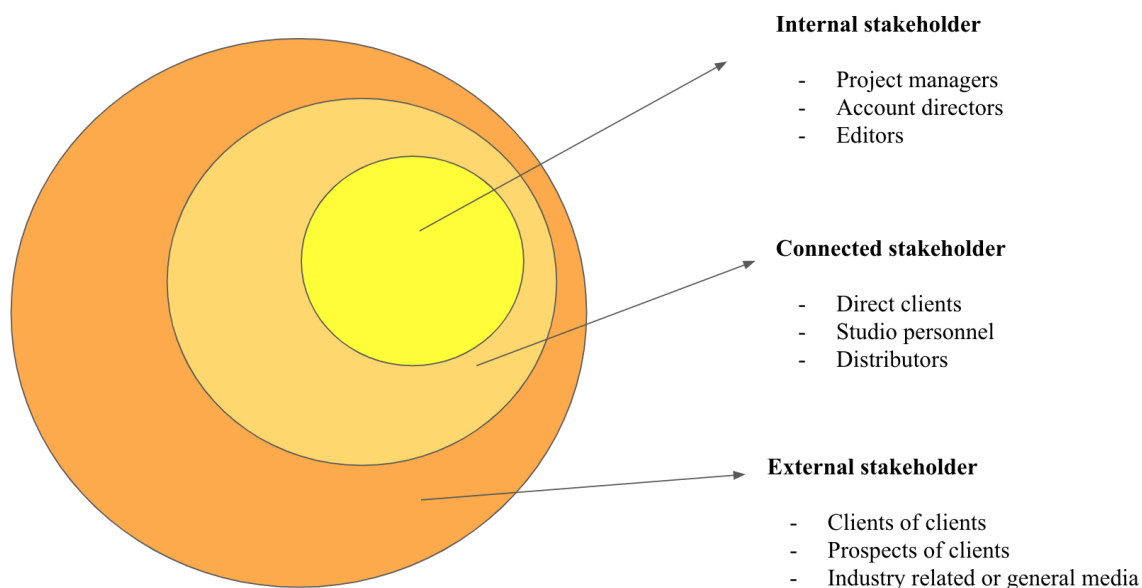 Internal stakeholder
- Project managers
- Account directors
- Editors
Connected stakeholder
- Direct clients
- Studio personnel
- Distributors
External stakeholder
- Clients of clients
- Prospects of clients
- Industry related or general media